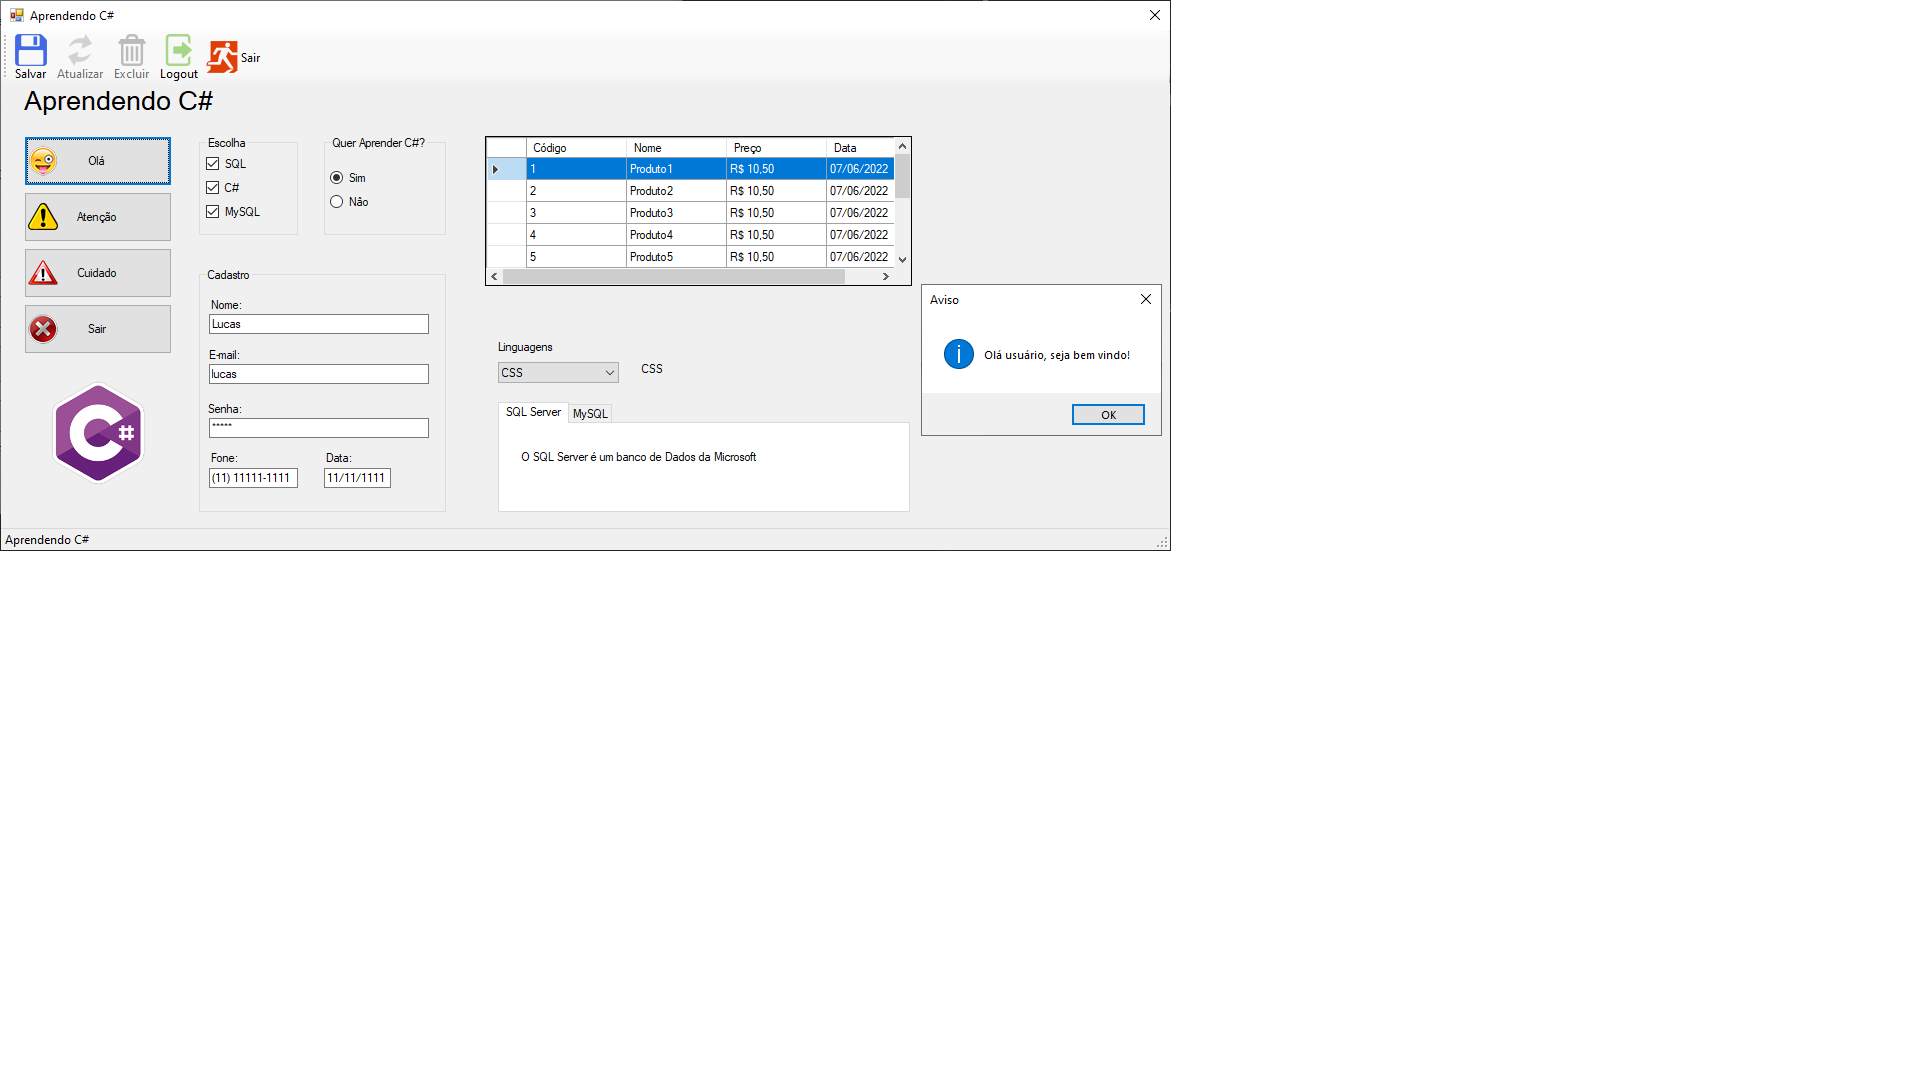 Aprendendo C#
Salvar
Atualizar
Excluir
Logout
Sair
Aprendendo C#
Olá
Atenção
Cuidado
Sair
Escolha
SQL
C#
MySQL
Quer Aprender C#?
Sim
Não
Cadastro
Nome:
Lucas
E-mail:
lucas
Senha:
*****
Fone:
Data:
(11) 11111-1111
11/11/1111
Código Nome Preço Data
1 Produto1 R$ 10,50 07/06/2022
2 Produto2 R$ 10,50 07/06/2022
3 Produto3 R$ 10,50 07/06/2022
4 Produto4 R$ 10,50 07/06/2022
5 Produto5 R$ 10,50 07/06/2022
Linguagens
CSS
CSS
SQL Server
MySQL
O SQL Server é um banco de Dados da Microsoft
Aviso
Olá usuário, seja bem vindo!
OK
C#
Aprendendo C#